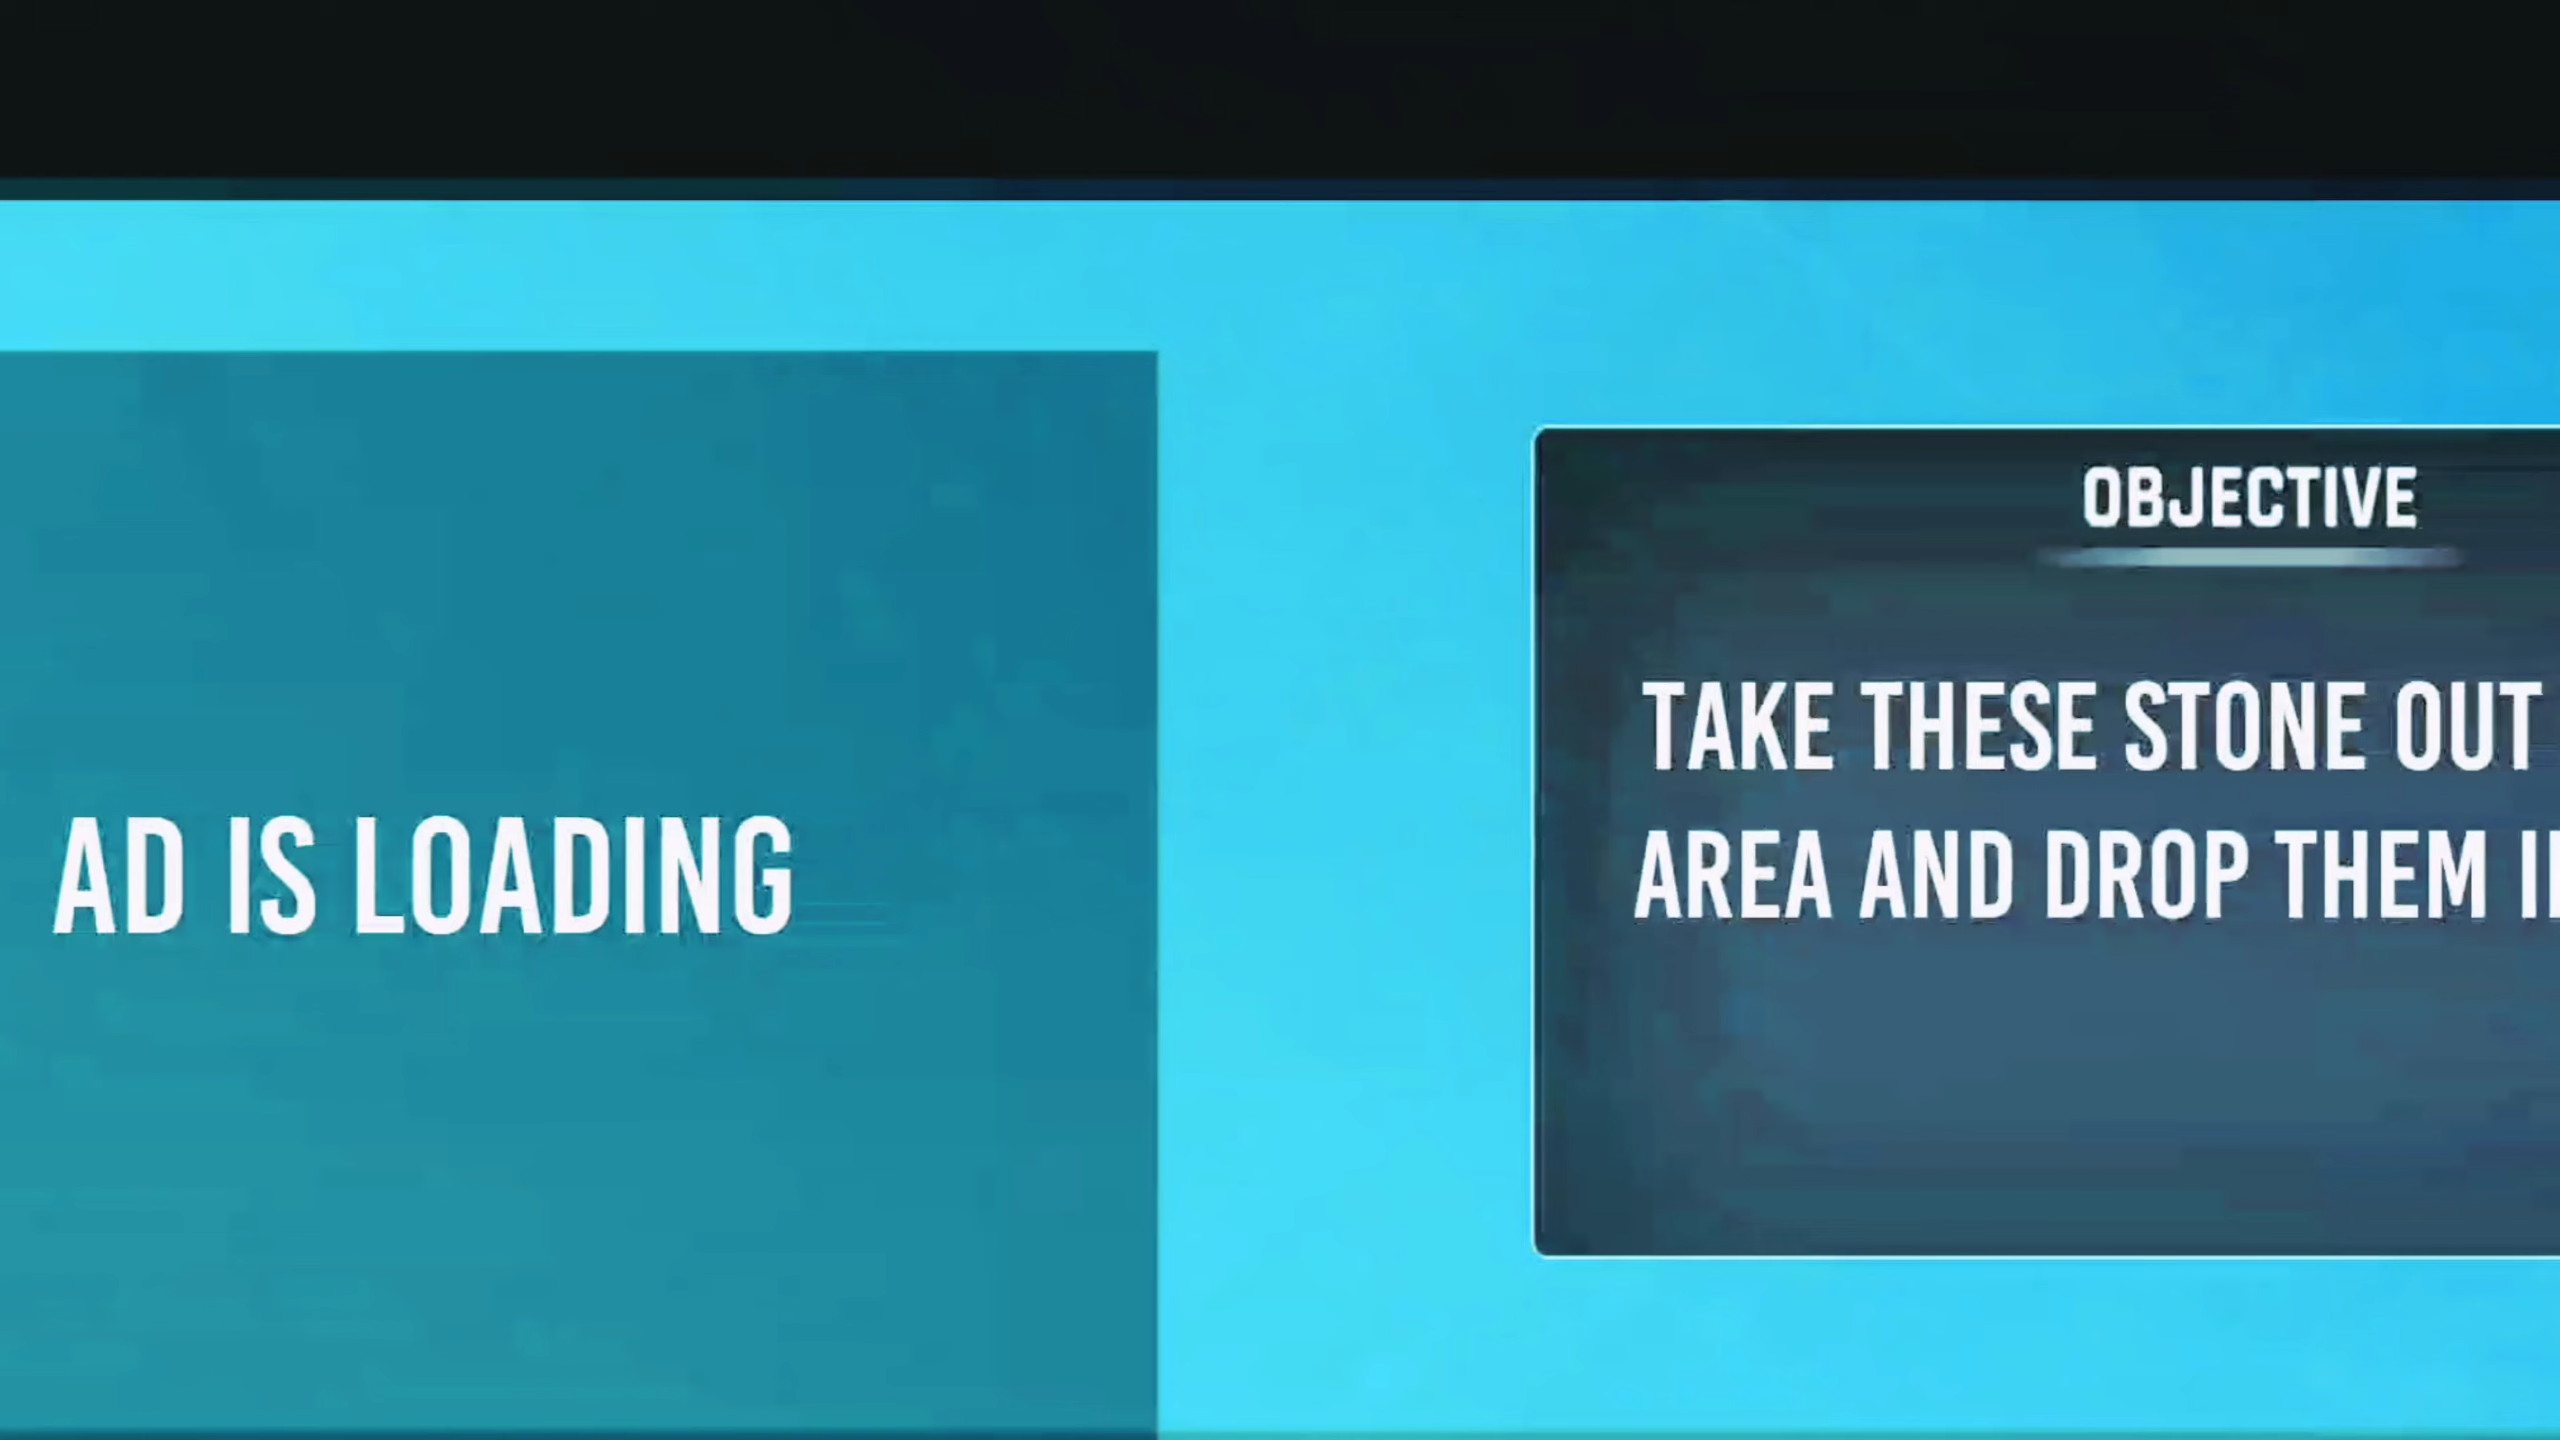 AD IS LOADING
OBJECTIVE
TAKE THESE STONE OUT
AREA AND DROP THEM